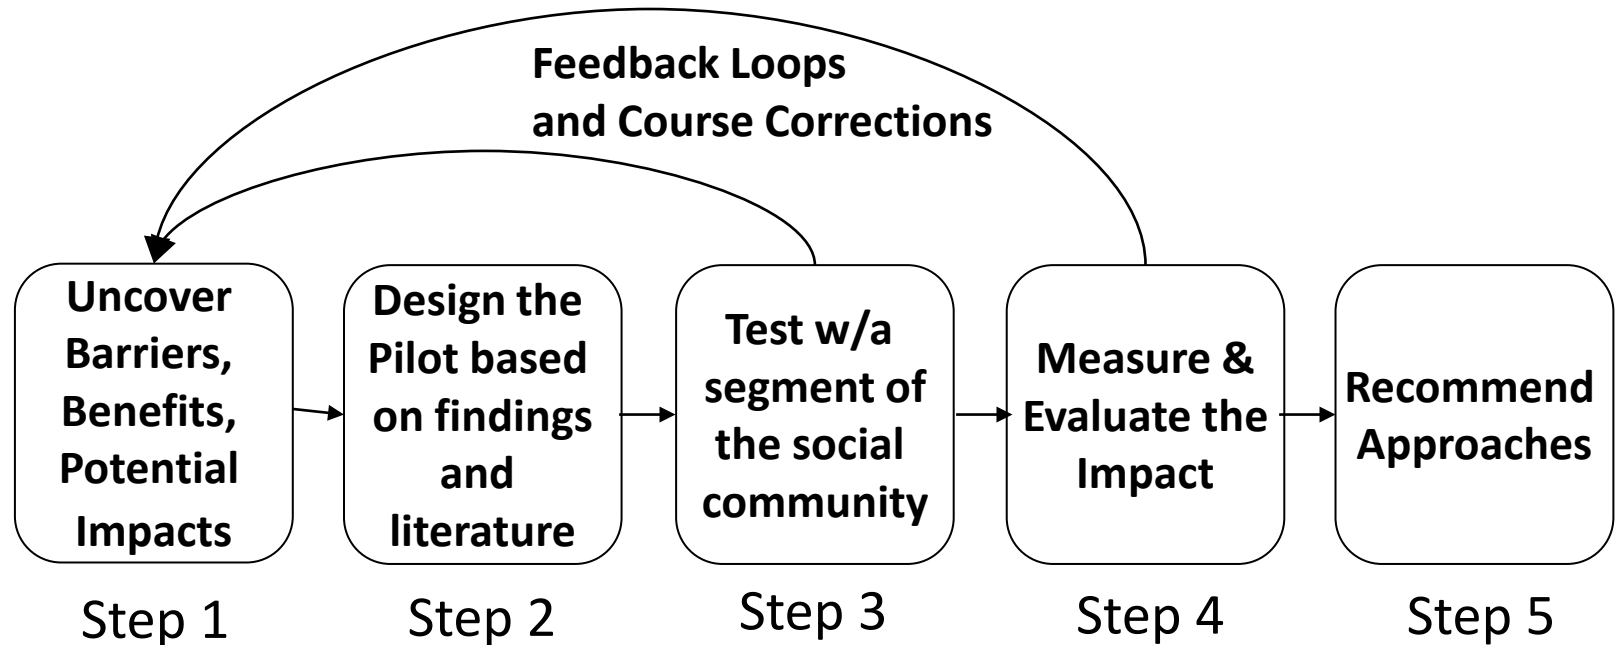 Feedback Loops
and Course Corrections
Uncover
Barriers,
Benefits,
Potential
Impacts
Design the
Pilot based
on findings
and
literature
Test w/a
segment of
the social
community
Measure &
Evaluate the
Impact
Recommend
Approaches
Step 1
Step 2
Step 3
Step 4
Step 5